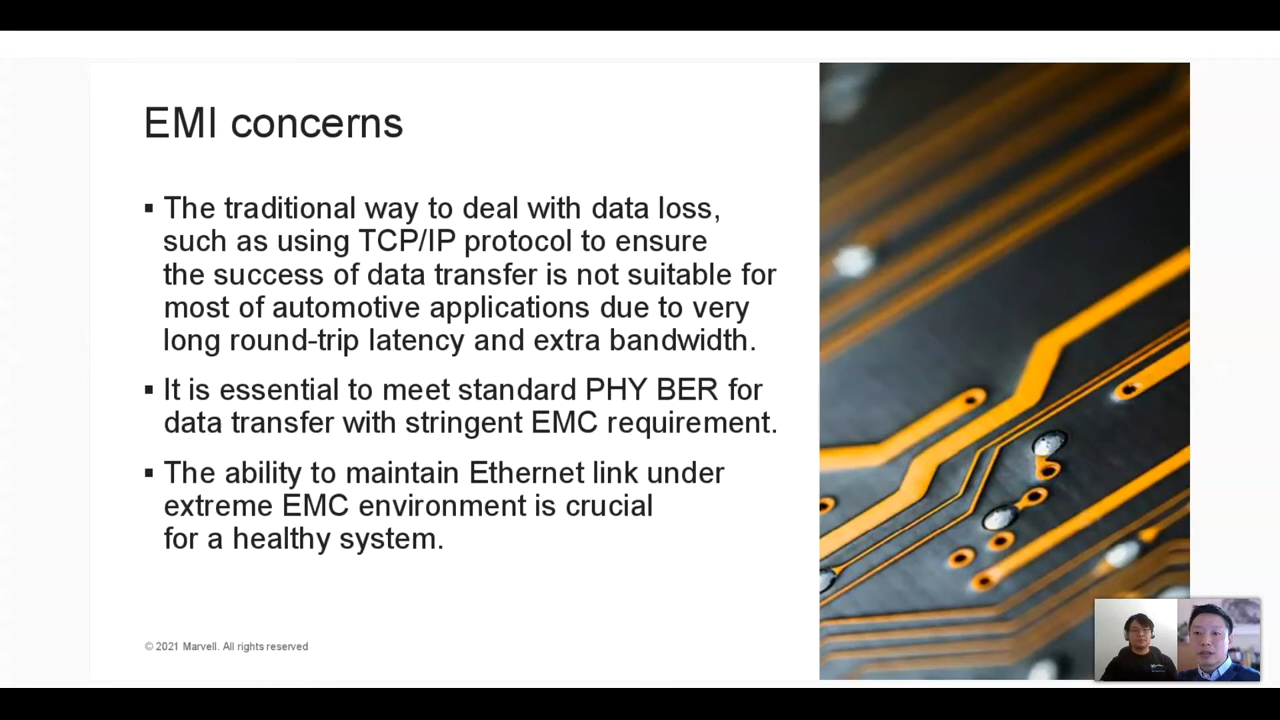 EMI concerns
▪ The traditional way to deal with data loss,
such as using TCP/IP protocol to ensure
the success of data transfer is not suitable for
most of automotive applications due to very
long round-trip latency and extra bandwidth.
▪ It is essential to meet standard PHY BER for
data transfer with stringent EMC requirement.
▪ The ability to maintain Ethernet link under
extreme EMC environment is crucial
for a healthy system.
© 2021 Marvell. All rights reserved